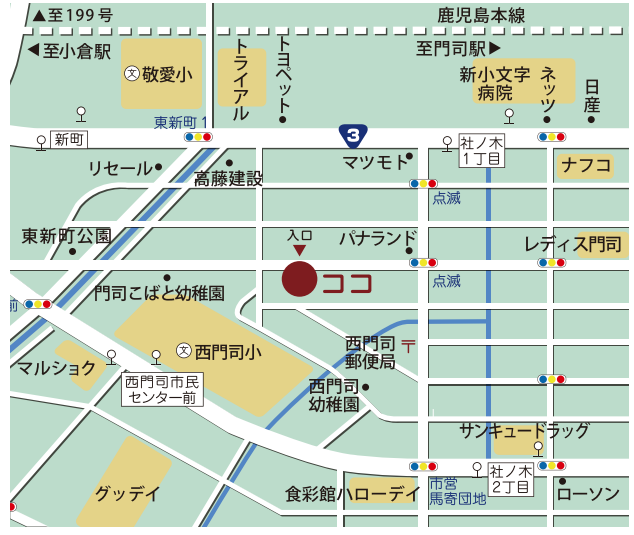 ▲至199号
鹿児島本線
◀至小倉駅
敬愛小
文
トライアル
トヨペット
至門司駅▶
新小文字
病院
ネッツ
日産
東新町1
新町
3
社ノ木
1丁目
リセール
高藤建設
マツモト
ナフコ
点滅
東新町公園
入口
パナランド
レディス門司
ココ
点滅
門司こばと幼稚園
前
文
西門司小
西門司
郵便局
〒
マルショク
西門司市民
センター前
西門司
幼稚園
サンキュードラッグ
グッデイ
食彩館ハローデイ
市営
馬寄団地
社ノ木
2丁目
ローソン